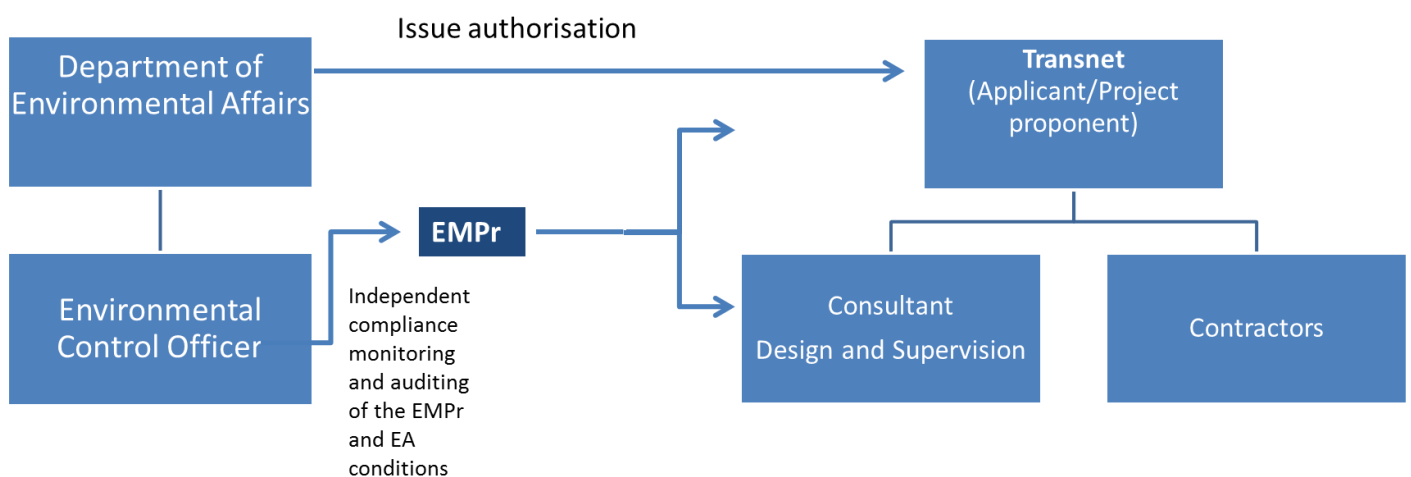 Issue authorisation
Department of
Environmental Affairs
Transnet
(Applicant/Project
proponent)
EMPr
Environmental
Control Officer
Independent
compliance
monitoring
and auditing
of the EMPr
and EA
conditions
Consultant
Design and Supervision
Contractors